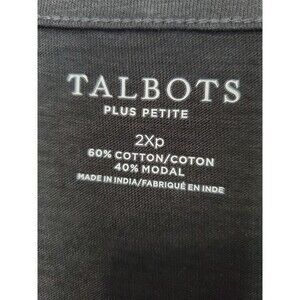 TALBOTS
PLUS PETITE
2Xp
60% COTTON/COTON
40% MODAL
MADE IN INDIA/FABRIQUÉ EN INDE